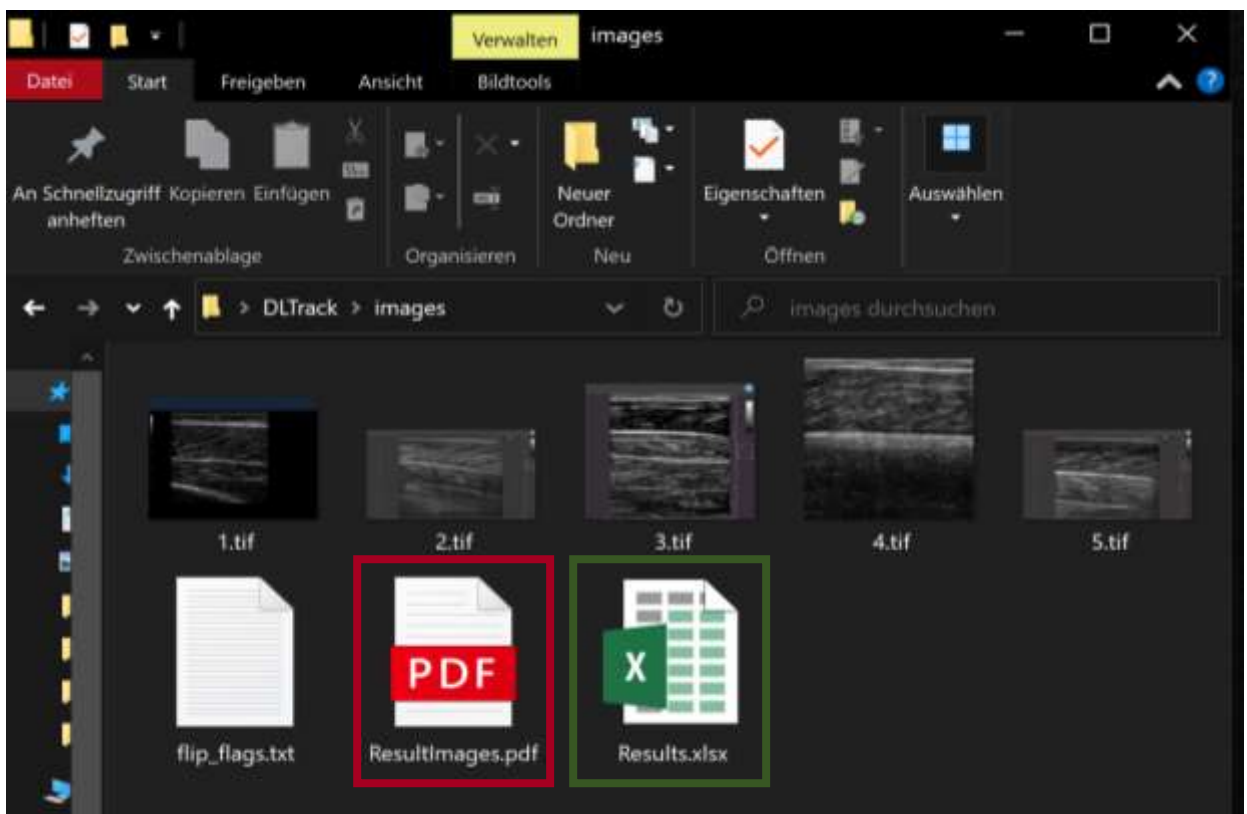 Verwalten images
Datei Start Freigeben Ansicht Bildtools
An Schnellzugriff Kopieren Einfügen
anheften
Neuer
Ordner
Eigenschaften
Auswählen
Zwischenablage Organisieren Neu Öffnen
> DLTrack > images
images durchsuchen
1.tif 2.tif 3.tif 4.tif 5.tif
PDF
X
flip_flags.txt ResultImages.pdf Results.xlsx